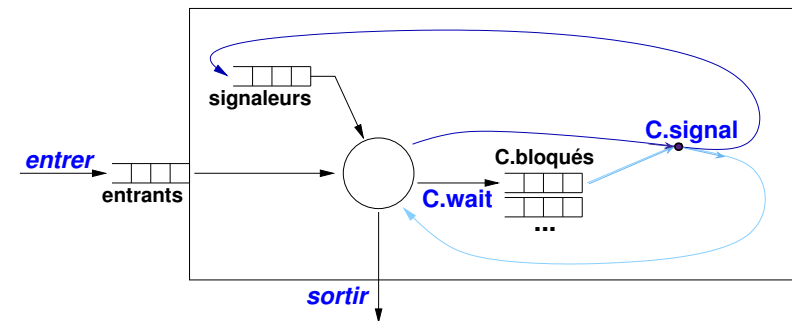 signaleurs
C.signal
entrer
C.bloqués
entrants
C.wait
...
sortir